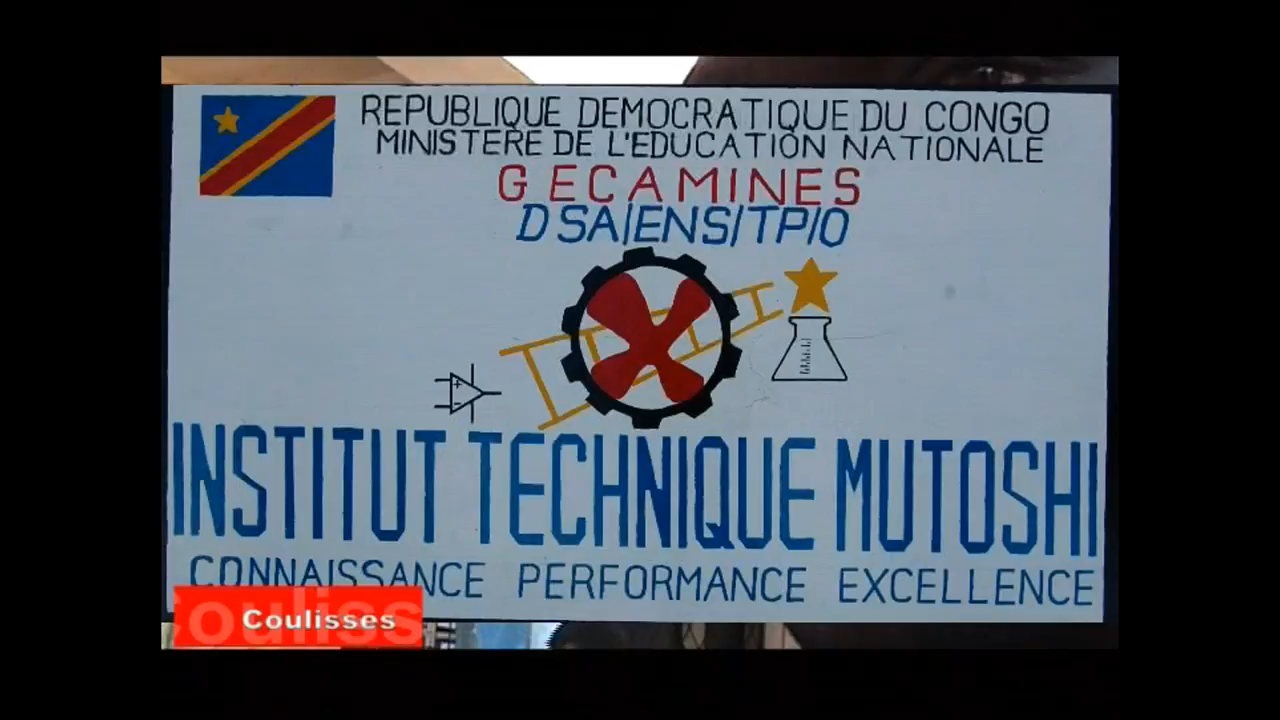 REPUBLIQUE DEMOCRATIQUE DU CONGO
MINISTERE DE L'EDUCATION NATIONALE
GECAMINES
DSA/ENS/TP/O
INSTITUT TECHNIQUE MUTOSHI
CONNAISSANCE PERFORMANCE EXCELLENCE
Couliss
Coulisses